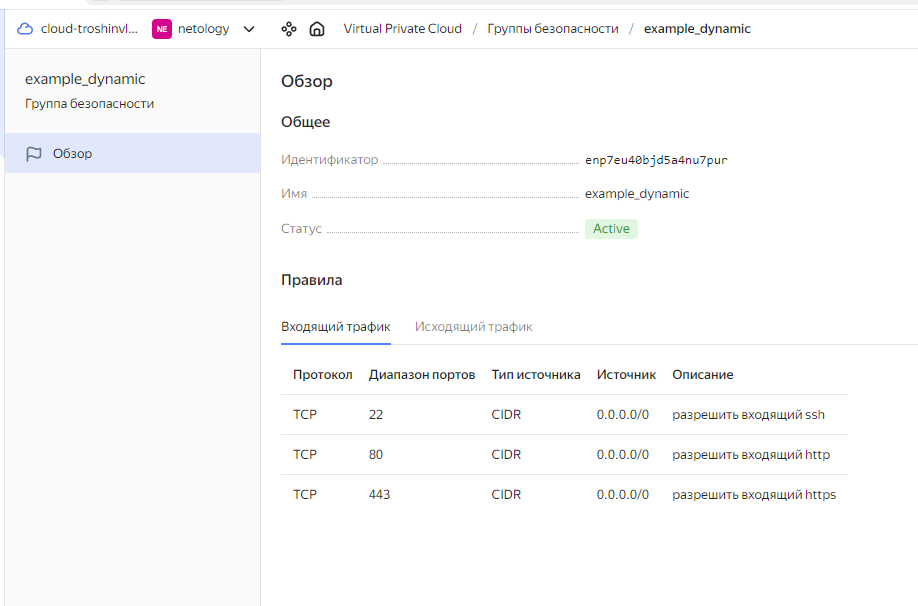 cloud-troshinvl... NE netology Virtual Private Cloud / Группы безопасности / example_dynamic
example_dynamic
Группа безопасности
Обзор
Обзор
Общее
Идентификатор enp7eu40bjd5a4nu7pur
Имя example_dynamic
Статус Active
Правила
Входящий трафик Исходящий трафик
Протокол Диапазон портов Тип источника Источник Описание
TCP 22 CIDR 0.0.0.0/0 разрешить входящий ssh
TCP 80 CIDR 0.0.0.0/0 разрешить входящий http
TCP 443 CIDR 0.0.0.0/0 разрешить входящий https